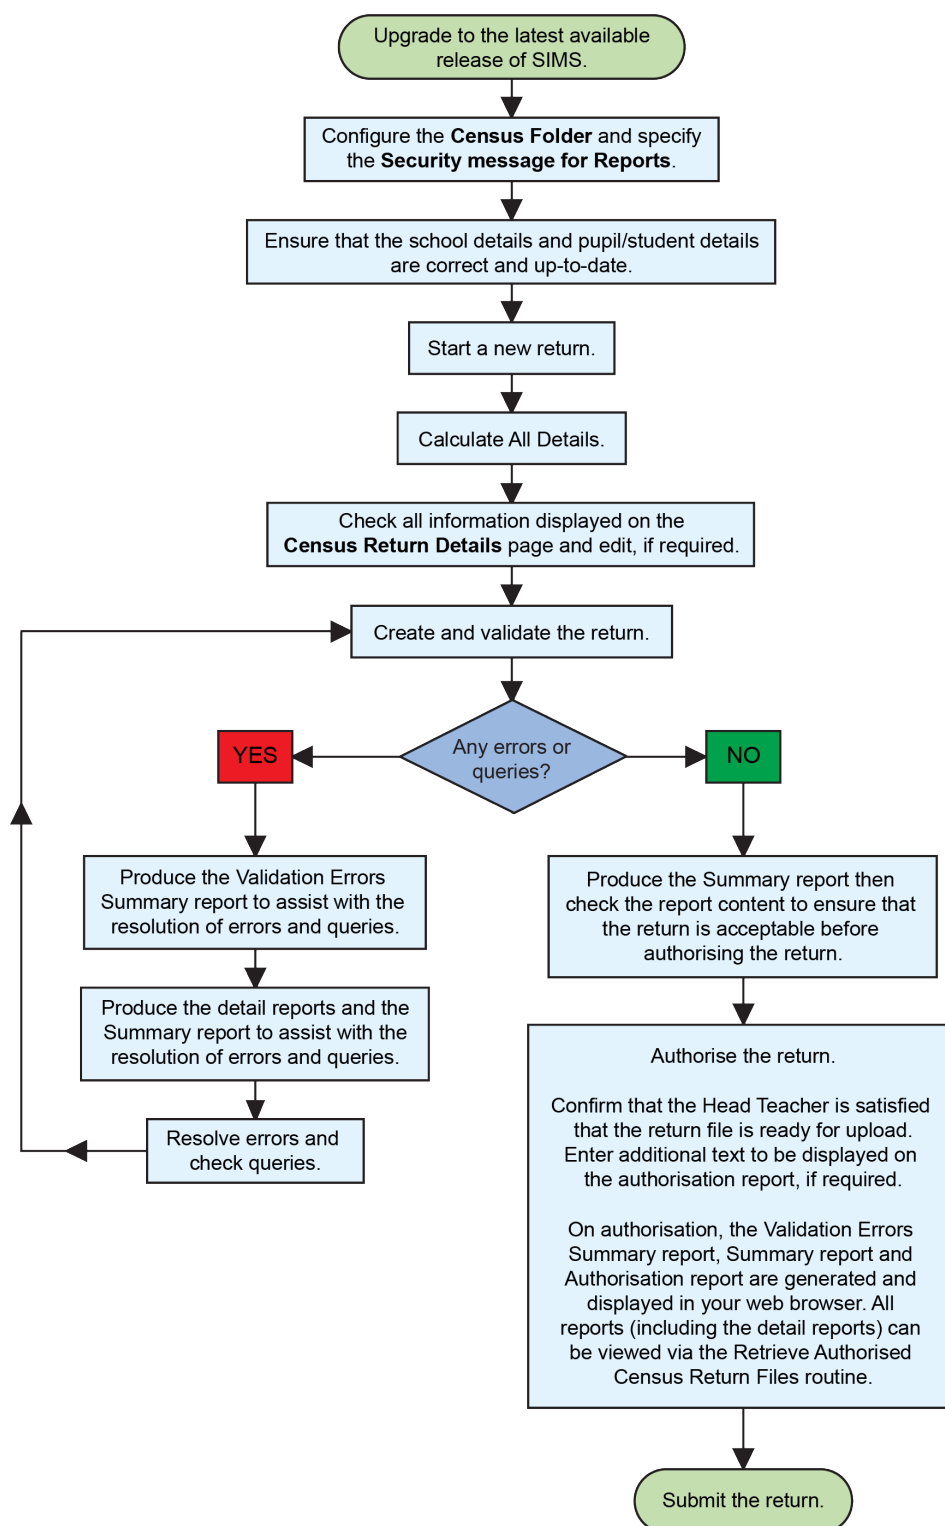 Upgrade to the latest available
release of SIMS.
Configure the Census Folder and specify
the Security message for Reports.
Ensure that the school details and pupil/student details
are correct and up-to-date.
Start a new return.
Calculate All Details.
Check all information displayed on the
Census Return Details page and edit, if required.
Create and validate the return.
Any errors or
queries?
YES
NO
Produce the Validation Errors
Summary report to assist with the
resolution of errors and queries.
Produce the detail reports and the
Summary report to assist with the
resolution of errors and queries.
Resolve errors and
check queries.
Produce the Summary report then
check the report content to ensure that
the return is acceptable before
authorising the return.
Authorise the return.
Confirm that the Head Teacher is satisfied
that the return file is ready for upload.
Enter additional text to be displayed on
the authorisation report, if required.
On authorisation, the Validation Errors
Summary report, Summary report and
Authorisation report are generated and
displayed in your web browser. All
reports (including the detail reports) can
be viewed via the Retrieve Authorised
Census Return Files routine.
Submit the return.